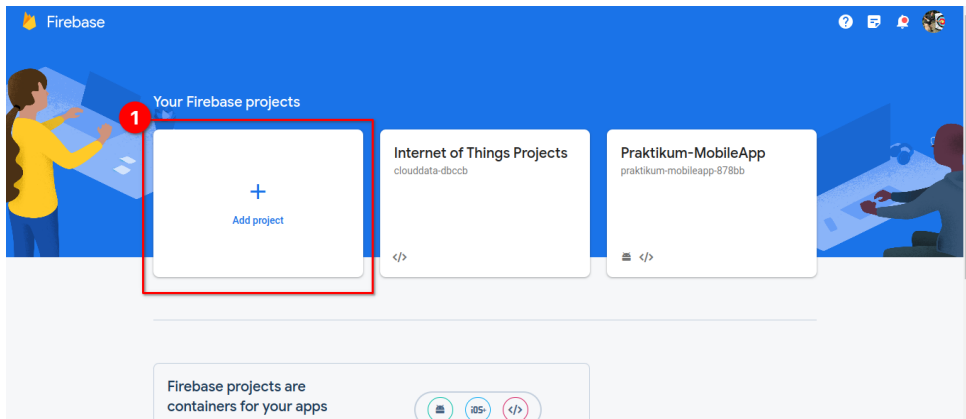 Firebase
Your Firebase projects
1
Add project
Internet of Things Projects
clouddata-dbccb
</>
Praktikum-MobileApp
praktikum-mobileapp-878bb
</>
Firebase projects are
containers for your apps
iOS+
</>